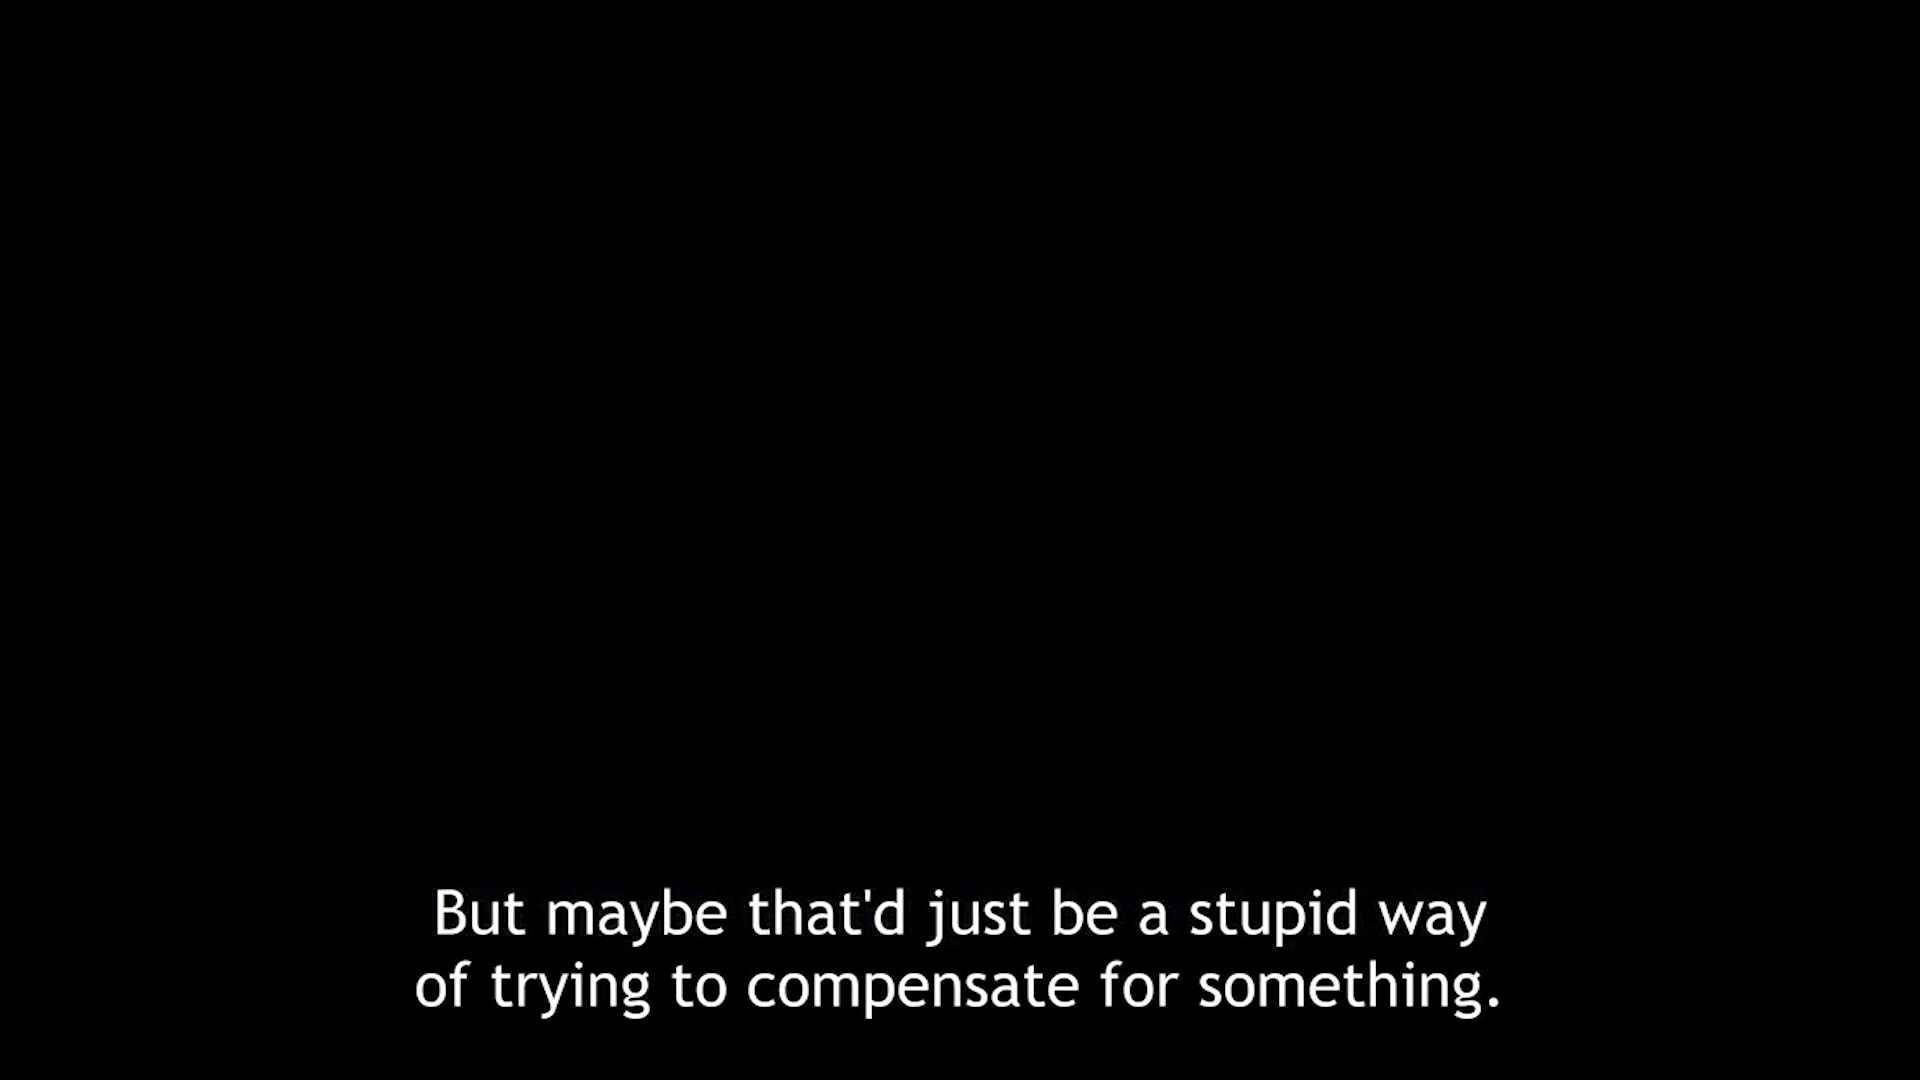 But maybe that'd just be a stupid way
of trying to compensate for something.